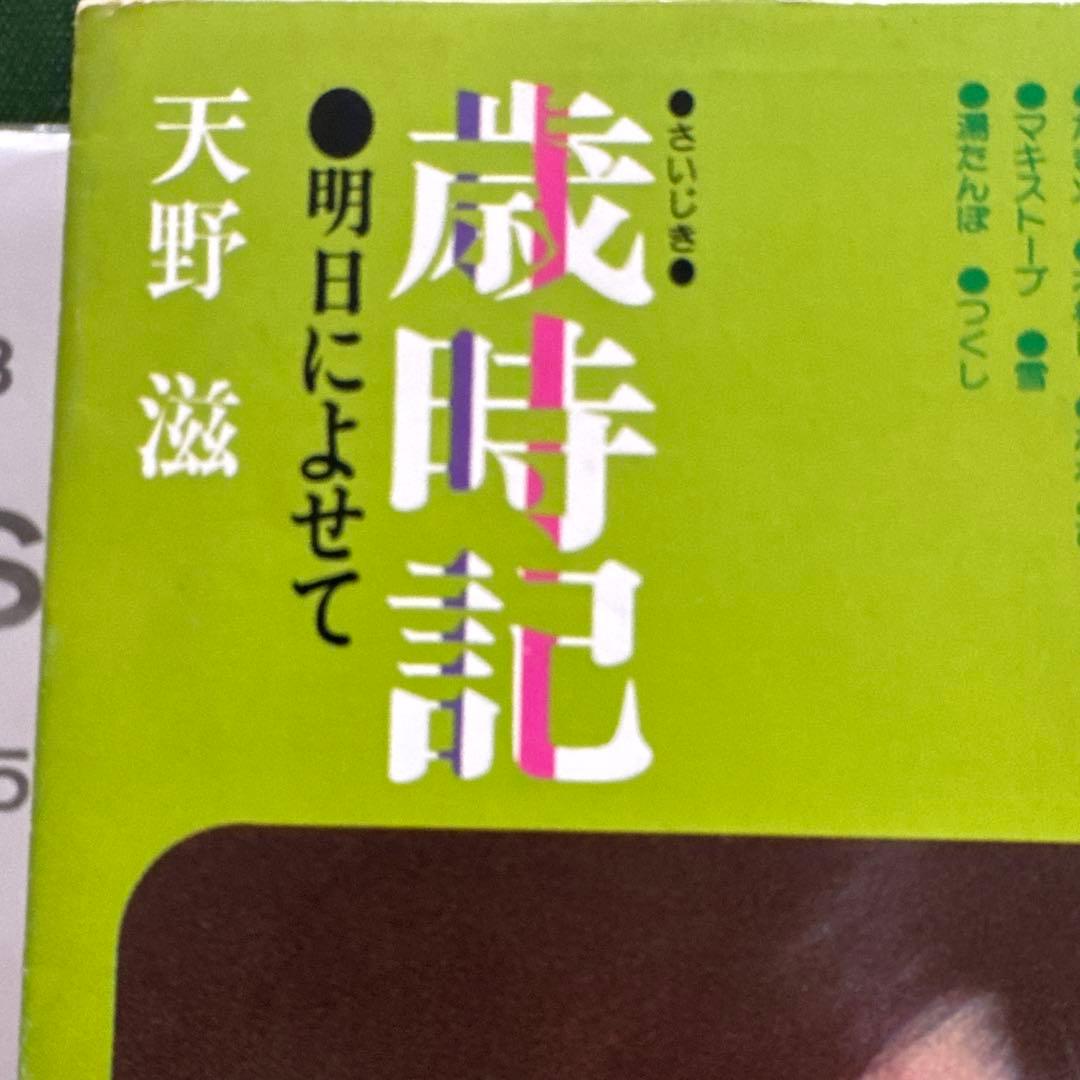 ●マキストーブ ●雪
●湯たんぽ ●つくし
●さいじき●
歳時記
●明日によせて
天野 滋
S
5